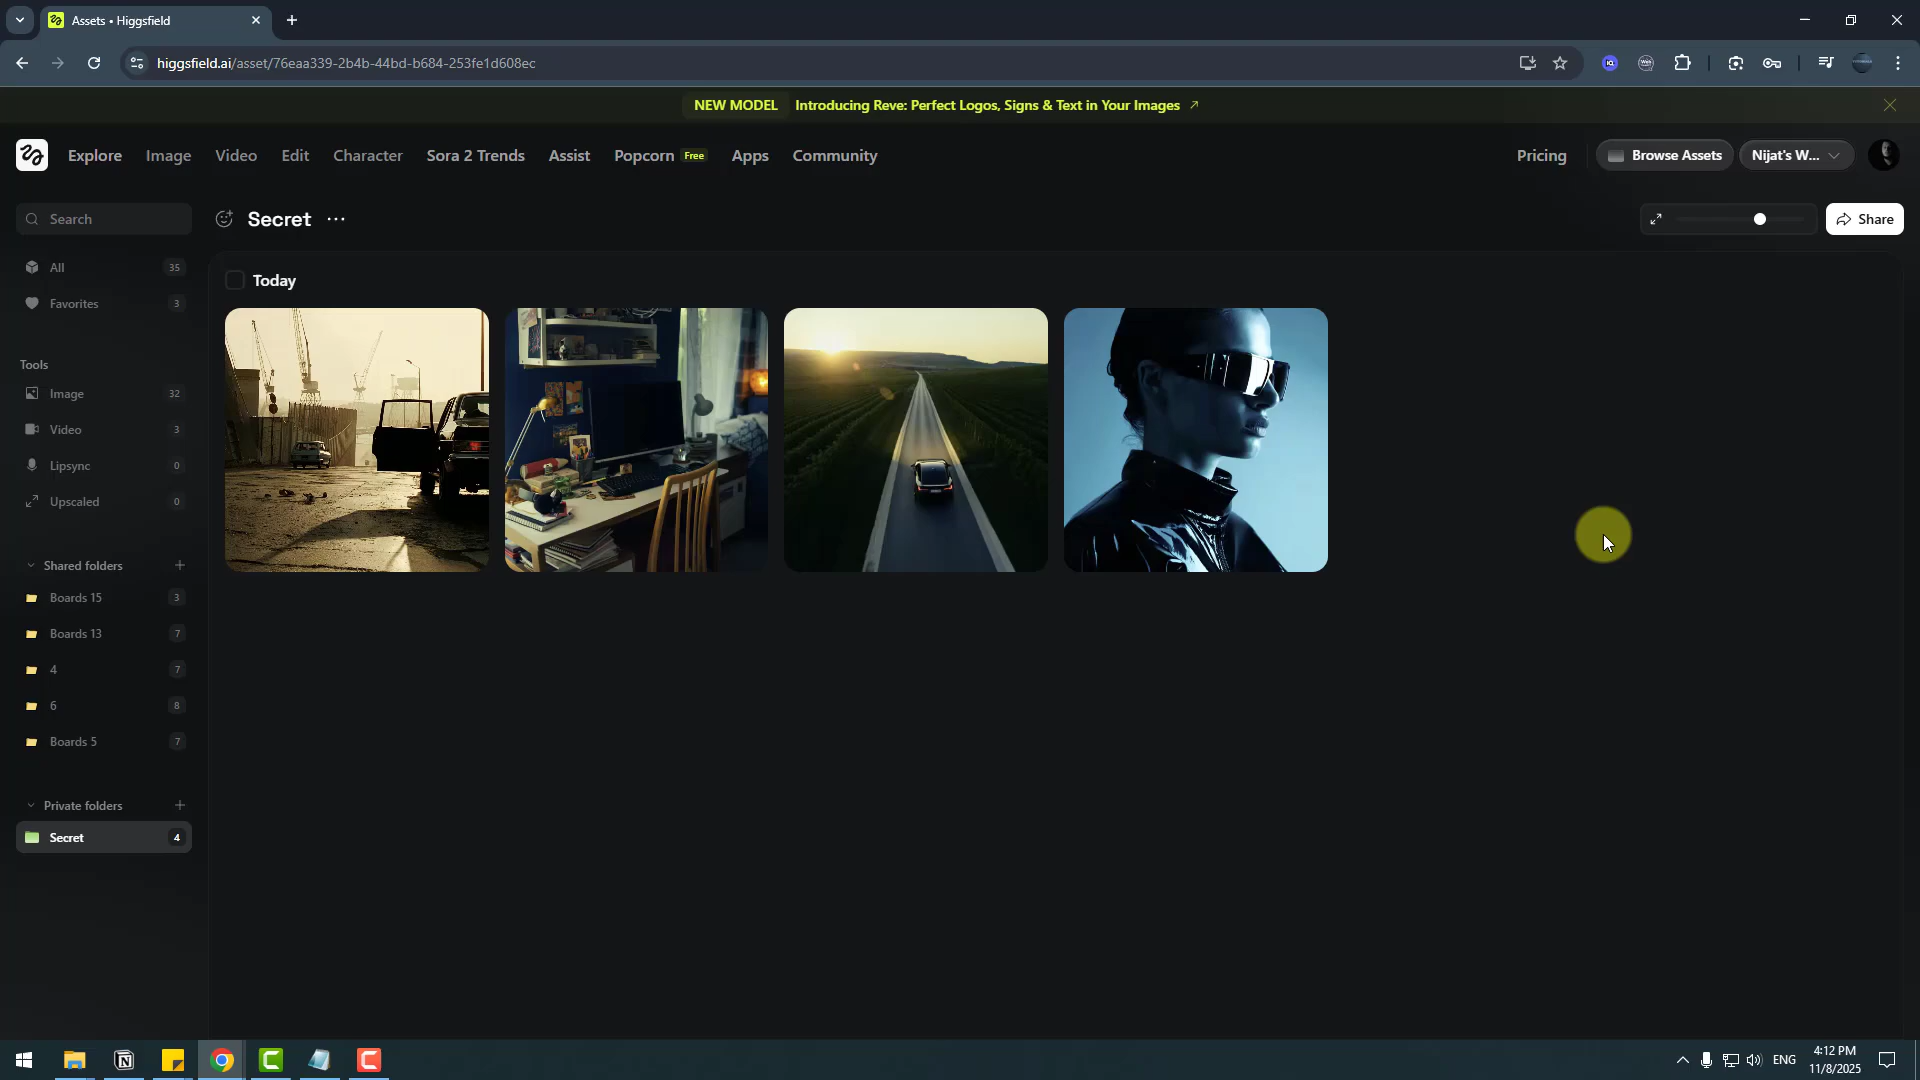 Assets • Higgsfield
higgsfield.ai/asset/76eaa339-2b4b-44bd-b684-253fe1d608ec
NEW MODEL Introducing Reve: Perfect Logos, Signs & Text in Your Images
Explore Image Video Edit Character Sora 2 Trends Assist Popcorn Free Apps Community Pricing Browse Assets Nijat's W...
Search
Secret
Share
All 35
Favorites 3
Tools
Image 32
Video 3
Lipsync 0
Upscaled 0
Shared folders
Boards 15 3
Boards 13 7
4 7
6 8
Boards 5 7
Private folders
Secret 4
Today
ENG
4:12 PM
11/8/2025